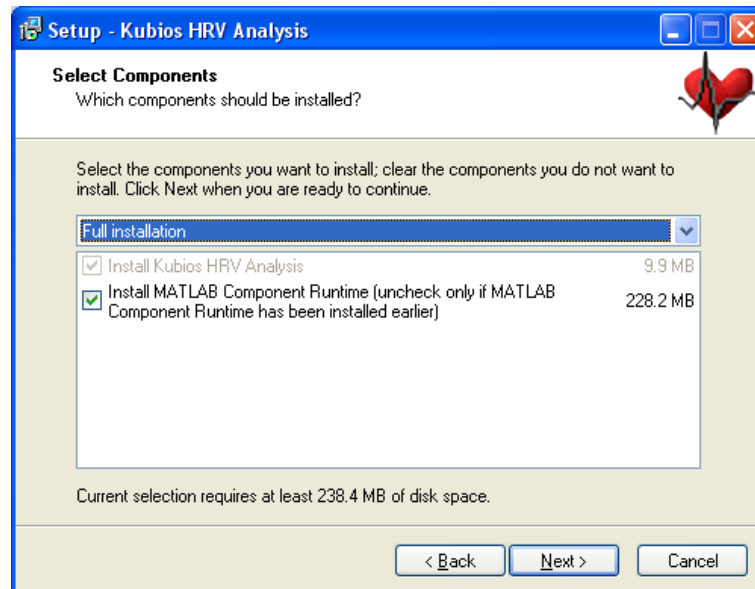 Setup - Kubios HRV Analysis
Select Components
Which components should be installed?
Select the components you want to install; clear the components you do not want to
install. Click Next when you are ready to continue.
Full installation
Install Kubios HRV Analysis 9.9 MB
Install MATLAB Component Runtime (uncheck only if MATLAB 228.2 MB
Component Runtime has been installed earlier)
Current selection requires at least 238.4 MB of disk space.
< Back Next > Cancel